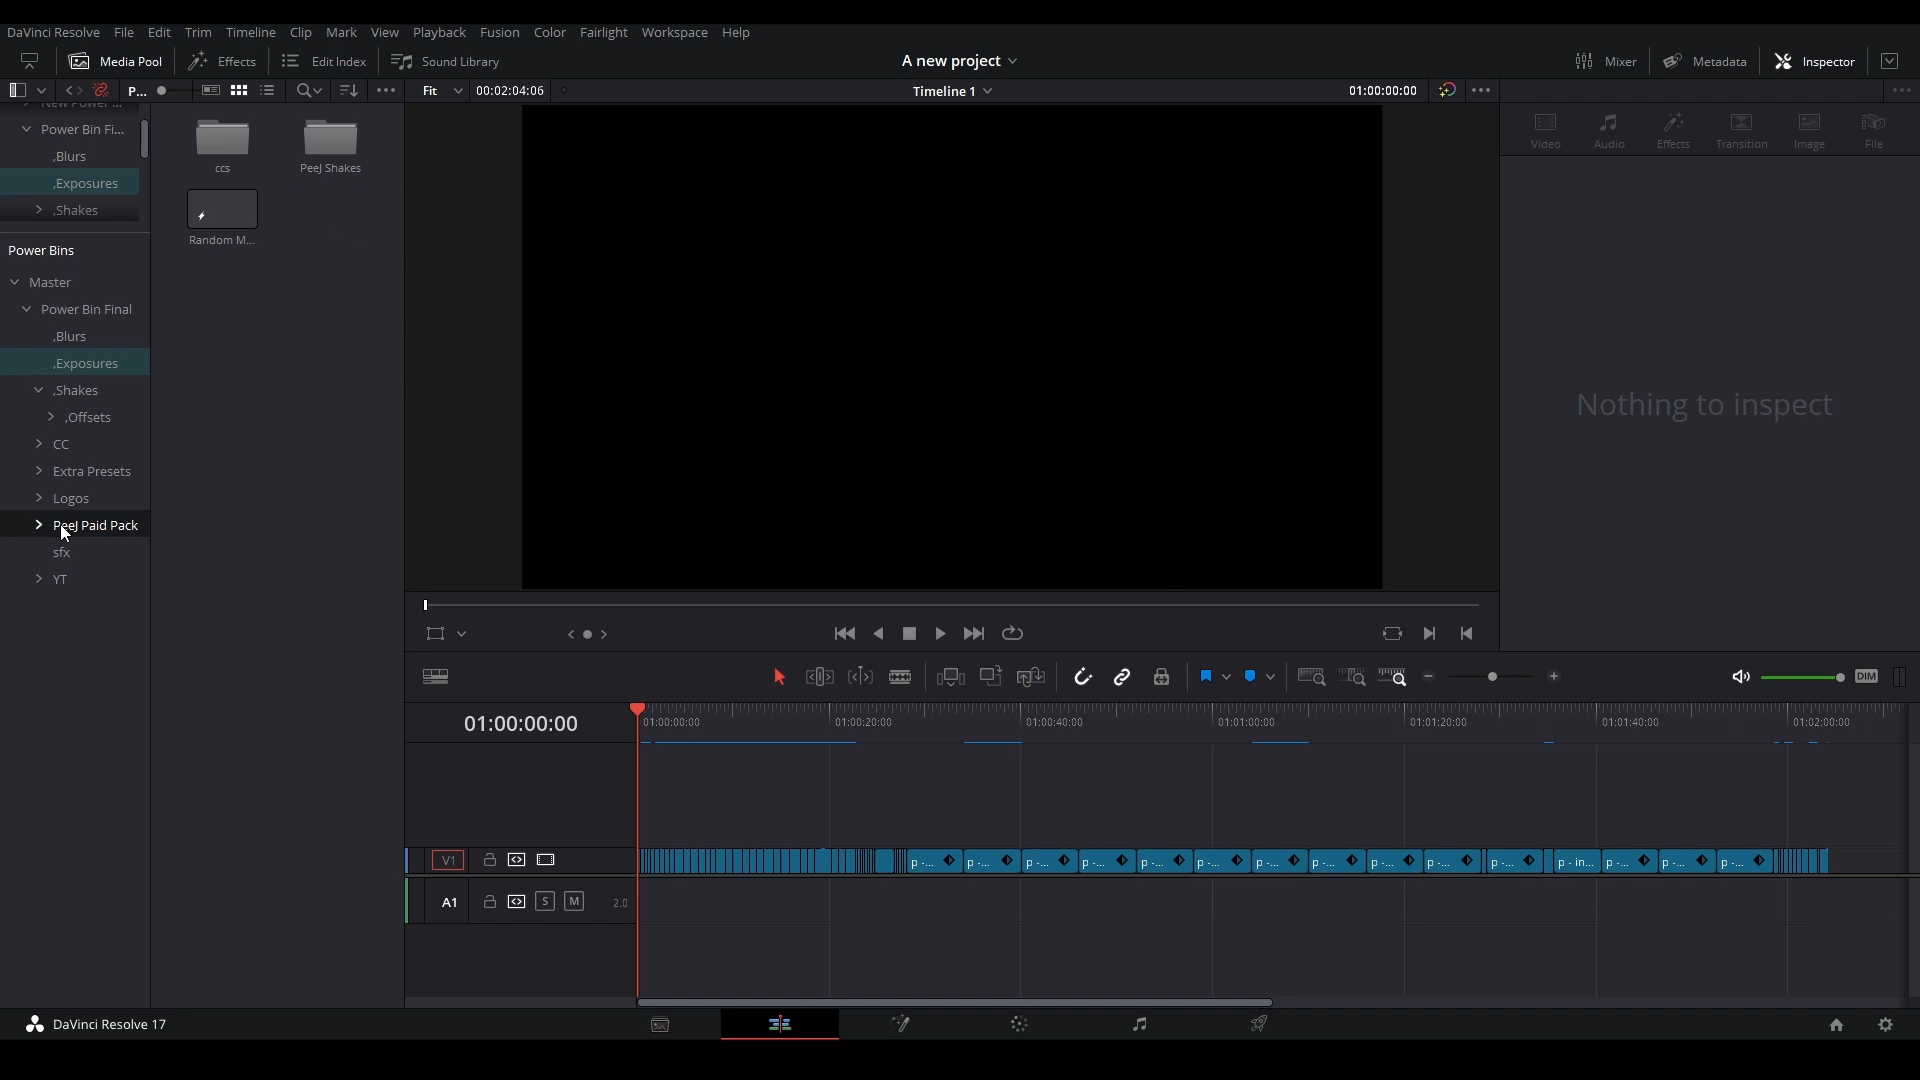 DaVinci Resolve File Edit Trim Timeline Clip Mark View Playback Fusion Color Fairlight Workspace Help
Media Pool Effects Edit Index Sound Library A new project Mixer Metadata Inspector
P... Fit 00:02:04:06 Timeline 1 01:00:00:00
New Power ...
Power Bin Fi...
,Blurs
,Exposures
,Shakes
ccs
PeeJ Shakes
Random M...
Video Audio Effects Transition Image File
Nothing to inspect
Power Bins
Master
Power Bin Final
,Blurs
,Exposures
,Shakes
,Offsets
CC
Extra Presets
Logos
PeeJ Paid Pack
sfx
YT
DIM
01:00:00:00
01:00:00:00 01:00:20:00 01:00:40:00 01:01:00:00 01:01:20:00 01:01:40:00 01:02:00:00
V1
p -... p -... p -... p -... p -... p -... p -... p -... p -... p -... p -... p - in... p -... p -... p -...
A1 S M 2.0
DaVinci Resolve 17